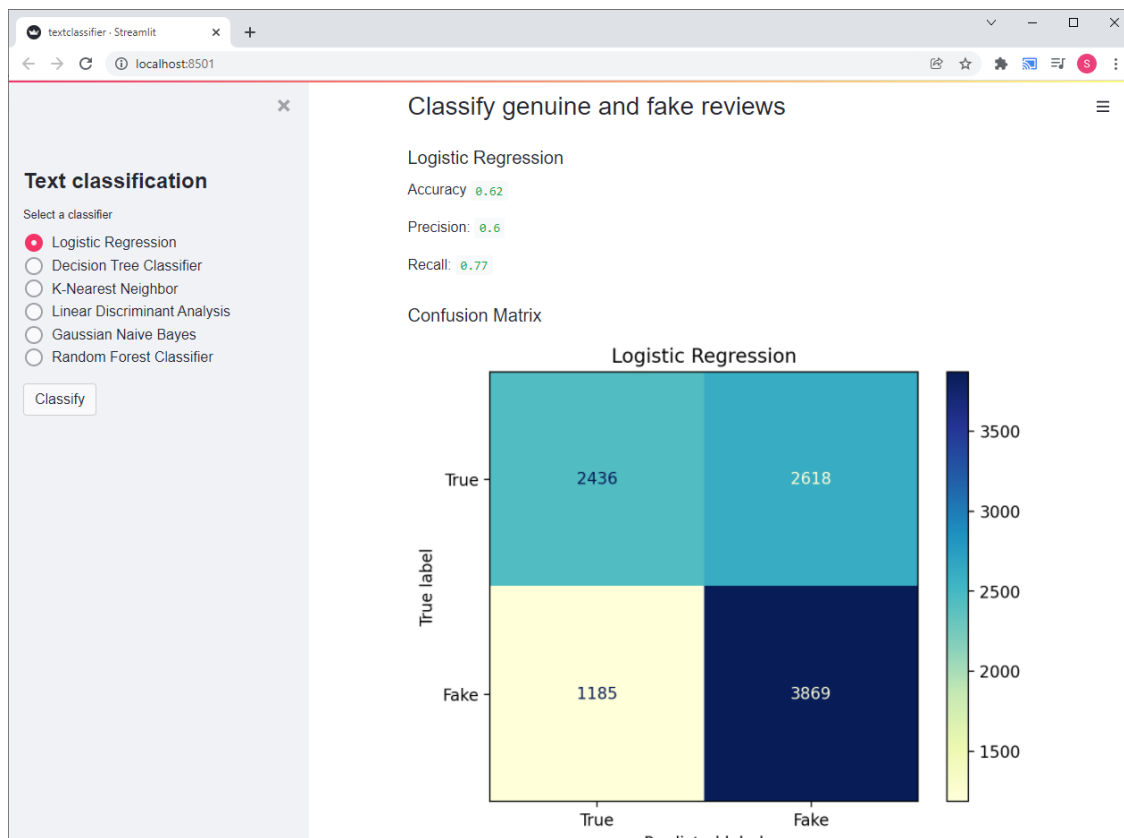 textclassifier · Streamlit
localhost:8501
S
Text classification
Select a classifier
Logistic Regression
Decision Tree Classifier
K-Nearest Neighbor
Linear Discriminant Analysis
Gaussian Naive Bayes
Random Forest Classifier
Classify
Classify genuine and fake reviews
Logistic Regression
Accuracy 0.62
Precision: 0.6
Recall: 0.77
Confusion Matrix
Logistic Regression
True label
True
2436
2618
Fake
1185
3869
True
Fake
3500
3000
2500
2000
1500